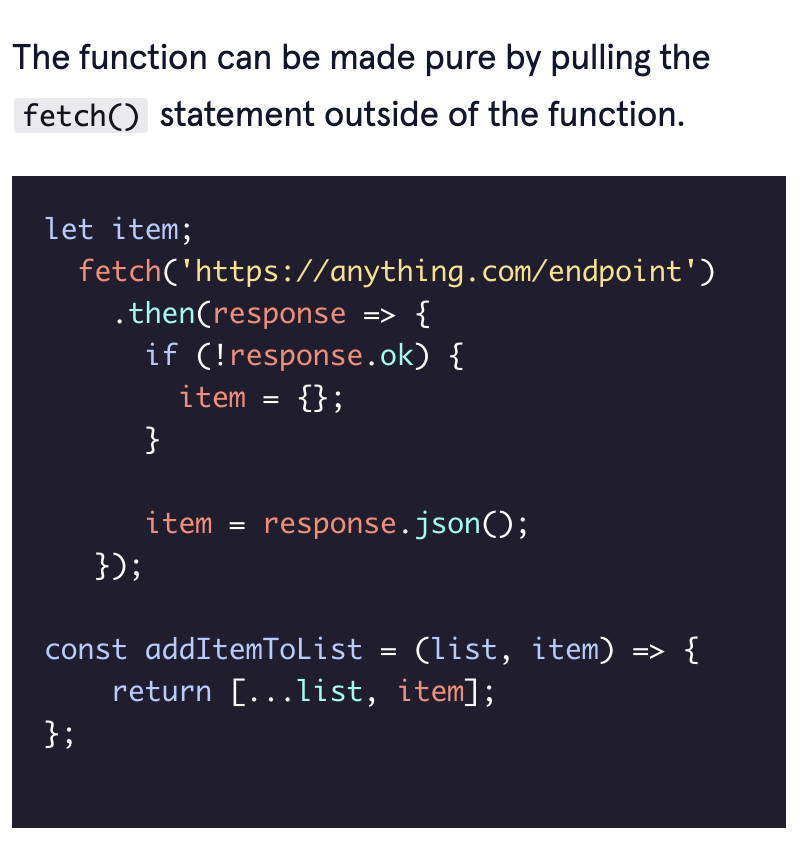 The function can be made pure by pulling the
fetch() statement outside of the function.
let item;
  fetch('https://anything.com/endpoint')
    .then(response => {
      if (!response.ok) {
        item = {};
      }

      item = response.json();
   });

const addItemToList = (list, item) => {
    return [...list, item];
};